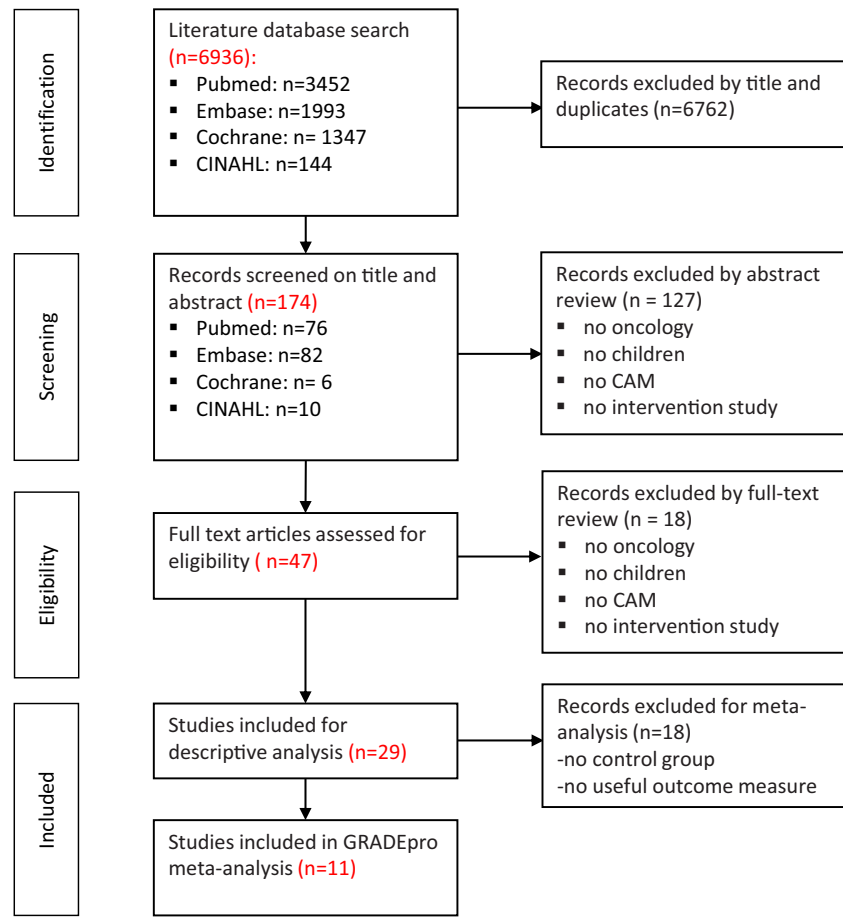 Identification
Literature database search
(n=6936):
▪ Pubmed: n=3452
▪ Embase: n=1993
▪ Cochrane: n= 1347
▪ CINAHL: n=144
Records excluded by title and
duplicates (n=6762)
Screening
Records screened on title and
abstract (n=174)
▪ Pubmed: n=76
▪ Embase: n=82
▪ Cochrane: n= 6
▪ CINAHL: n=10
Records excluded by abstract
review (n = 127)
▪ no oncology
▪ no children
▪ no CAM
▪ no intervention study
Eligibility
Full text articles assessed for
eligibility ( n=47)
Records excluded by full-text
review (n = 18)
▪ no oncology
▪ no children
▪ no CAM
▪ no intervention study
Included
Studies included for
descriptive analysis (n=29)
Records excluded for meta-
analysis (n=18)
-no control group
-no useful outcome measure
Studies included in GRADEpro
meta-analysis (n=11)